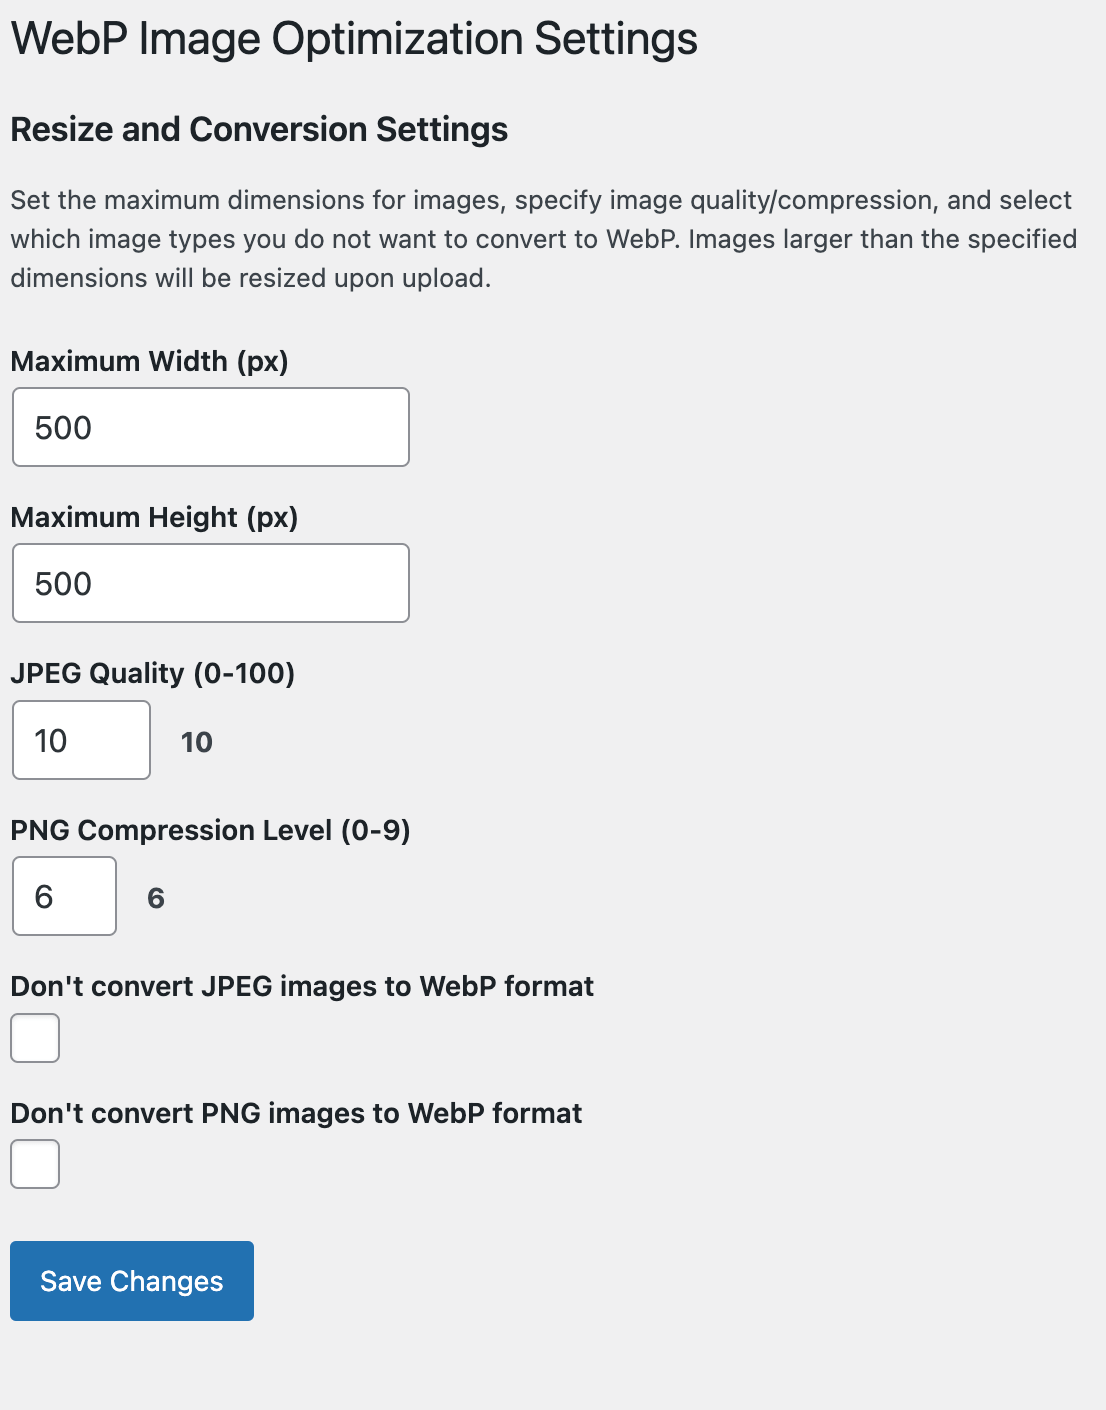 WebP Image Optimization Settings
Resize and Conversion Settings
Set the maximum dimensions for images, specify image quality/compression, and select
which image types you do not want to convert to WebP. Images larger than the specified
dimensions will be resized upon upload.
Maximum Width (px)
500
Maximum Height (px)
500
JPEG Quality (0-100)
10 10
PNG Compression Level (0-9)
6 6
Don't convert JPEG images to WebP format
Don't convert PNG images to WebP format
Save Changes